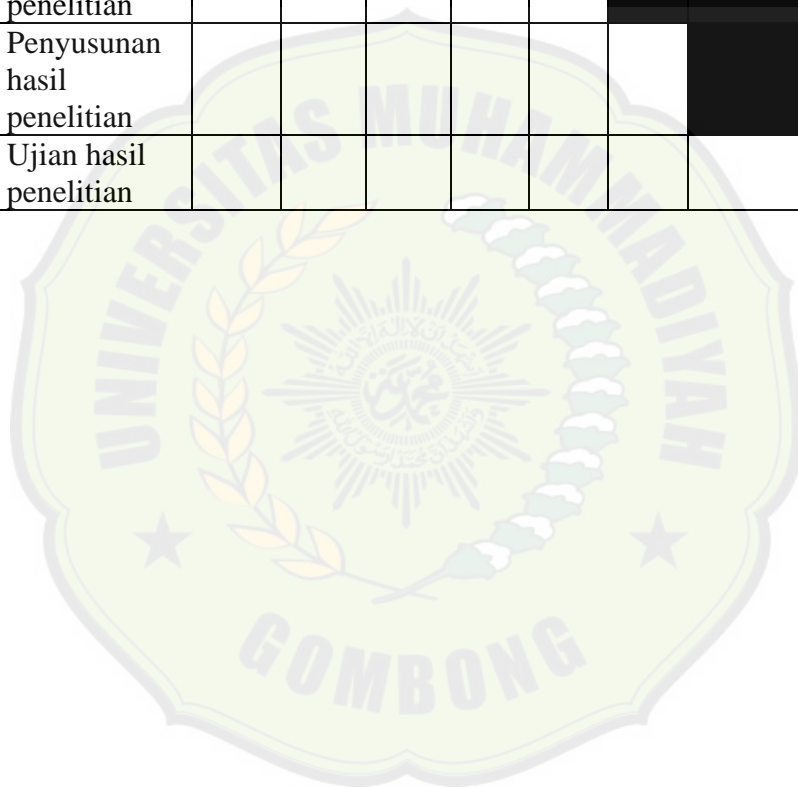 penelitian
Penyusunan
hasil
penelitian
Ujian hasil
penelitian
UNIVERSITAS MUHAMMADIYAH
GOMBONG